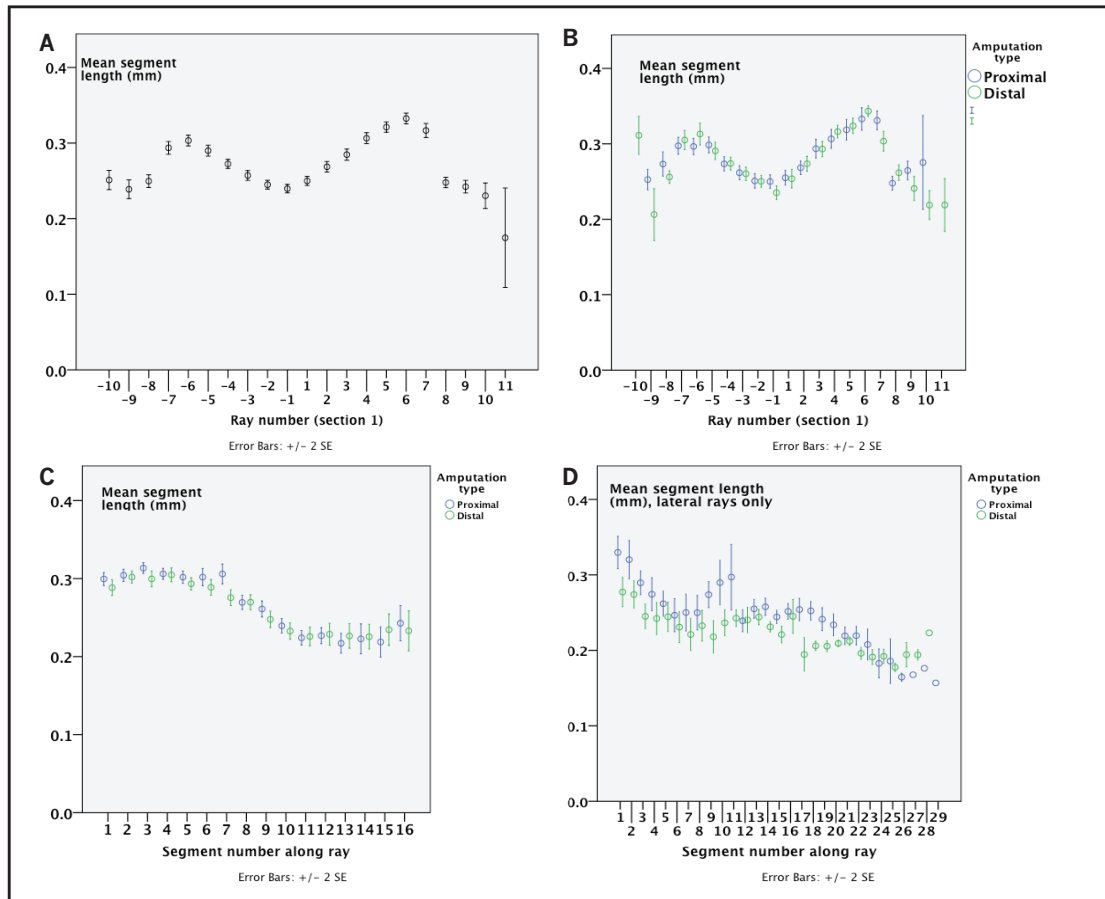 A
Mean segment
length (mm)
0.4
0.3
0.2
0.1
0.0
−10 −8 −6 −4 −2 1 3 5 7 9 11
−9 −7 −5 −3 −1 2 4 6 8 10
Ray number (section 1)
Error Bars: +/− 2 SE
B
Mean segment
length (mm)
0.4
0.3
0.2
0.1
0.0
−10 −8 −6 −4 −2 1 3 5 7 9 11
−9 −7 −5 −3 −1 2 4 6 8 10
Ray number (section 1)
Error Bars: +/− 2 SE
Amputation
type
Proximal
Distal
C
Mean segment
length (mm)
0.4
0.3
0.2
0.1
0.0
1 2 3 4 5 6 7 8 9 10 11 12 13 14 15 16
Segment number along ray
Error Bars: +/− 2 SE
Amputation
type
Proximal
Distal
D
Mean segment length
(mm), lateral rays only
0.4
0.3
0.2
0.1
0.0
1 3 5 7 9 11 13 15 17 19 21 23 25 27 29
2 4 6 8 10 12 14 16 18 20 22 24 26 28
Segment number along ray
Error Bars: +/− 2 SE
Amputation
type
Proximal
Distal